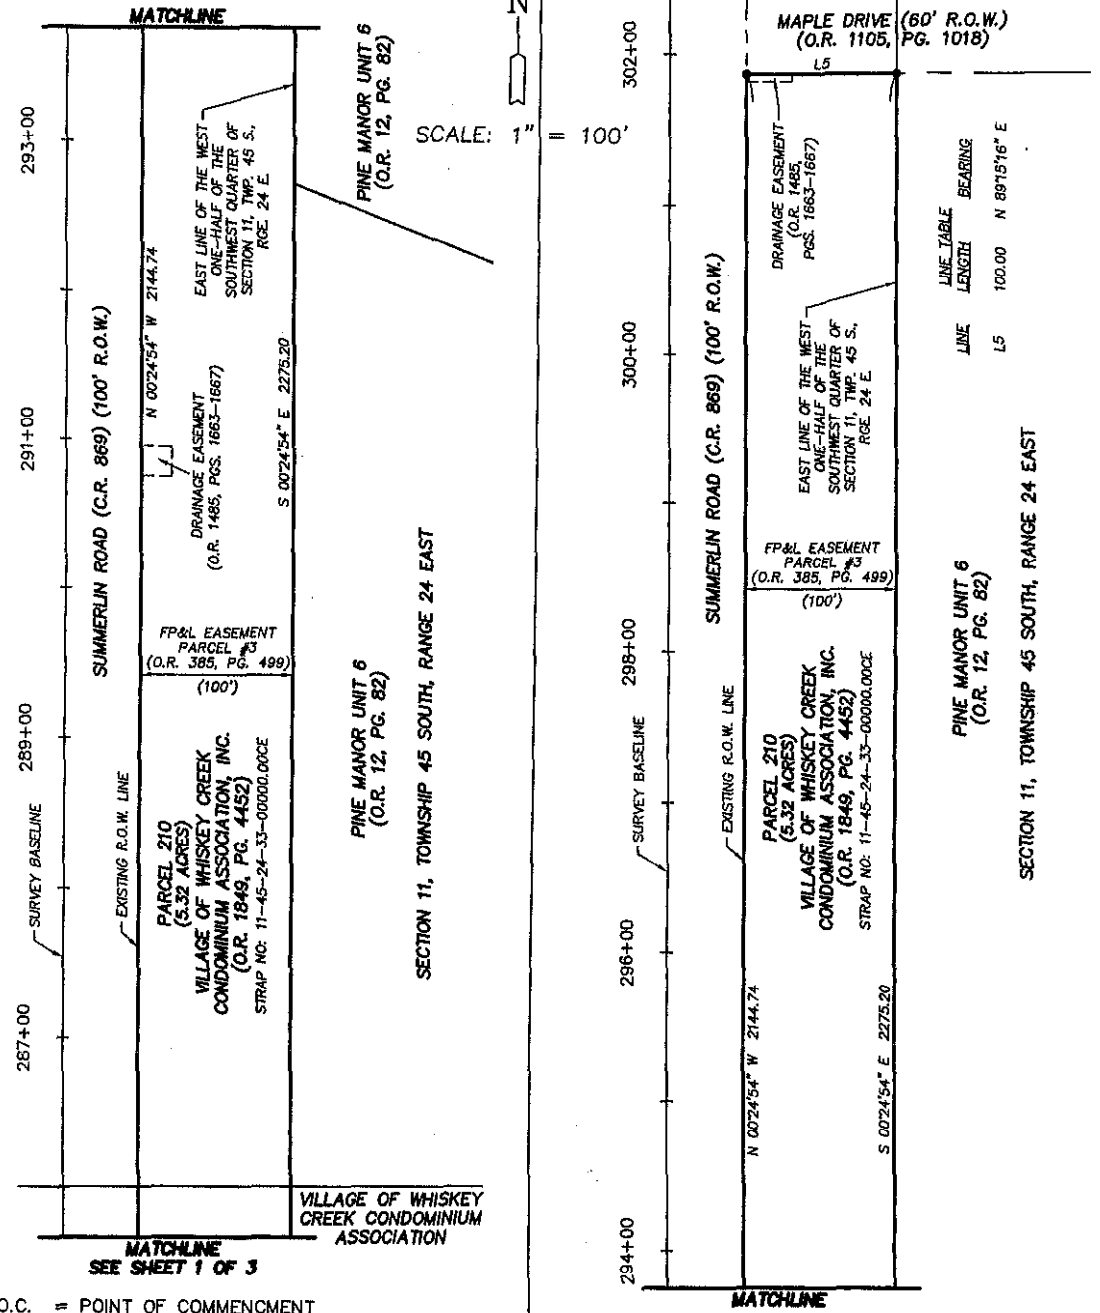 MATCHLINE
293+00
291+00
289+00
287+00
SURVEY BASELINE
SUMMERLIN ROAD (C.R. 869) (100' R.O.W.)
EXISTING R.O.W. LINE
N 00°24'54" W 2144.74
EAST LINE OF THE WEST
ONE-HALF OF THE
SOUTHWEST QUARTER OF
SECTION 11, TWP. 45 S.,
RGE. 24 E.
DRAINAGE EASEMENT
(O.R. 1485, PGS. 1663-1667)
S 00°24'54" E 2275.20
FP&L EASEMENT
PARCEL #3
(O.R. 385, PG. 499)
(100')
PARCEL 210
(5.32 ACRES)
VILLAGE OF WHISKEY CREEK
CONDOMINIUM ASSOCIATION, INC.
(O.R. 1849, PG. 4452)
STRAP NO: 11-45-24-33-00000.00CE
PINE MANOR UNIT 6
(O.R. 12, PG. 82)
PINE MANOR UNIT 6
(O.R. 12, PG. 82)
SECTION 11, TOWNSHIP 45 SOUTH, RANGE 24 EAST
VILLAGE OF WHISKEY
CREEK CONDOMINIUM
ASSOCIATION
MATCHLINE
SEE SHEET 1 OF 3
O.C. = POINT OF COMMENCMENT
N
SCALE: 1" = 100'
MAPLE DRIVE (60' R.O.W.)
(O.R. 1105, PG. 1018)
L5
302+00
300+00
298+00
296+00
294+00
SURVEY BASELINE
SUMMERLIN ROAD (C.R. 869) (100' R.O.W.)
EXISTING R.O.W. LINE
DRAINAGE EASEMENT
(O.R. 1485,
PGS. 1663-1667)
EAST LINE OF THE WEST
ONE-HALF OF THE
SOUTHWEST QUARTER OF
SECTION 11, TWP. 45 S.,
RGE. 24 E.
FP&L EASEMENT
PARCEL #3
(O.R. 385, PG. 499)
(100')
PARCEL 210
(5.32 ACRES)
VILLAGE OF WHISKEY CREEK
CONDOMINIUM ASSOCIATION, INC.
(O.R. 1849, PG. 4452)
STRAP NO: 11-45-24-33-00000.00CE
N 00°24'54" W 2144.74
S 00°24'54" E 2275.20
LINE TABLE
LINE LENGTH BEARING
L5 100.00 N 89°15'16" E
PINE MANOR UNIT 6
(O.R. 12, PG. 82)
SECTION 11, TOWNSHIP 45 SOUTH, RANGE 24 EAST
MATCHLINE